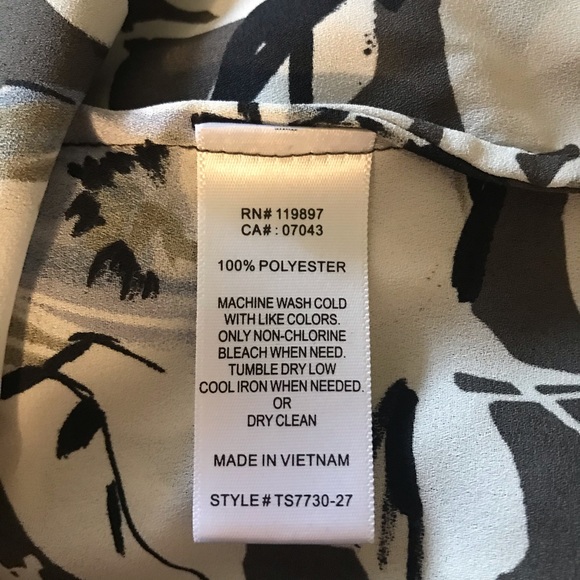 RN# 119897
CA# : 07043
100% POLYESTER
MACHINE WASH COLD
WITH LIKE COLORS.
ONLY NON-CHLORINE
BLEACH WHEN NEED.
TUMBLE DRY LOW
COOL IRON WHEN NEEDED.
OR
DRY CLEAN
MADE IN VIETNAM
STYLE# TS7730-27